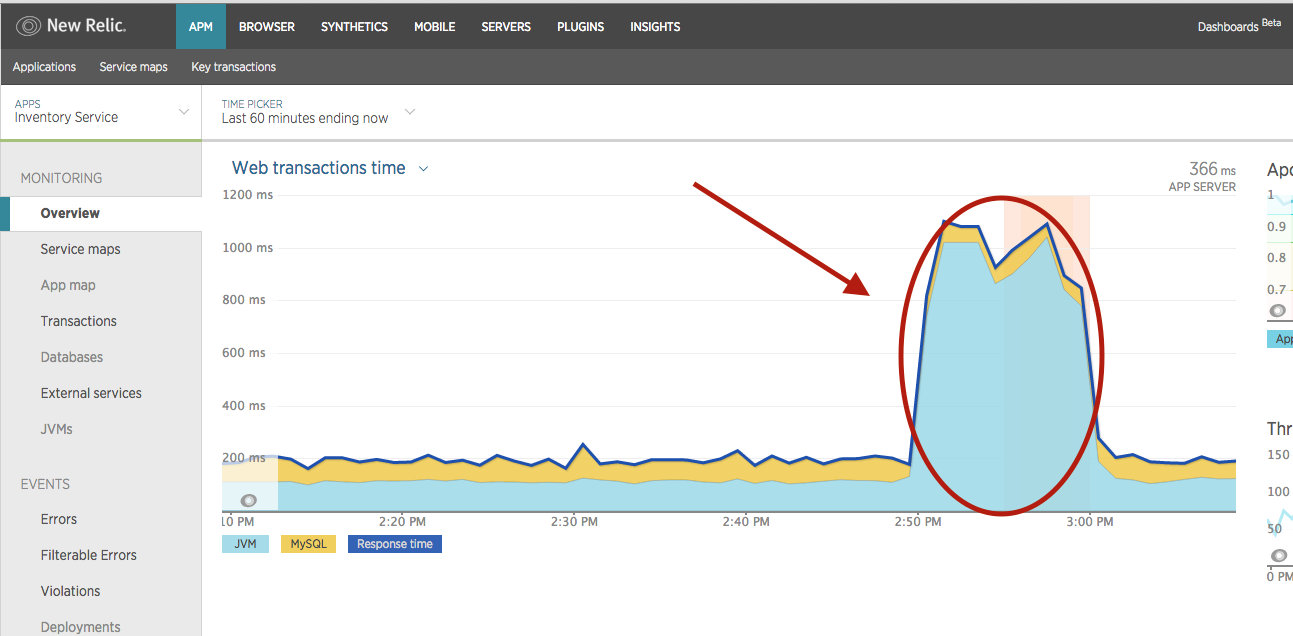 New Relic.
APM BROWSER SYNTHETICS MOBILE SERVERS PLUGINS INSIGHTS
Dashboards Beta
Applications Service maps Key transactions
APPS
Inventory Service
TIME PICKER
Last 60 minutes ending now
MONITORING
Overview
Service maps
App map
Transactions
Databases
External services
JVMs
EVENTS
Errors
Filterable Errors
Violations
Deployments
Web transactions time
366 ms
APP SERVER
1200 ms
1000 ms
800 ms
600 ms
400 ms
200 ms
:10 PM 2:20 PM 2:30 PM 2:40 PM 2:50 PM 3:00 PM
JVM MySQL Response time
1
0.9
0.8
0.7
App
Thr
150
100
50
0 PM